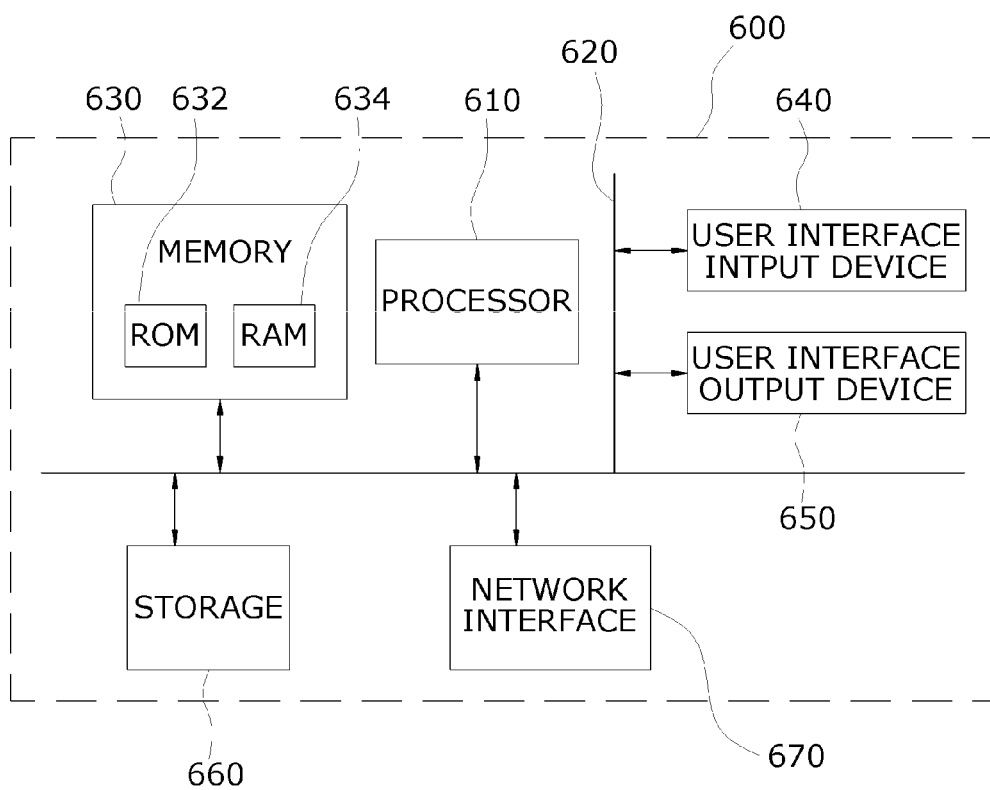 600
620
630
632
634
610
640
MEMORY
ROM
RAM
PROCESSOR
USER INTERFACE
INTPUT DEVICE
USER INTERFACE
OUTPUT DEVICE
650
STORAGE
NETWORK
INTERFACE
660
670